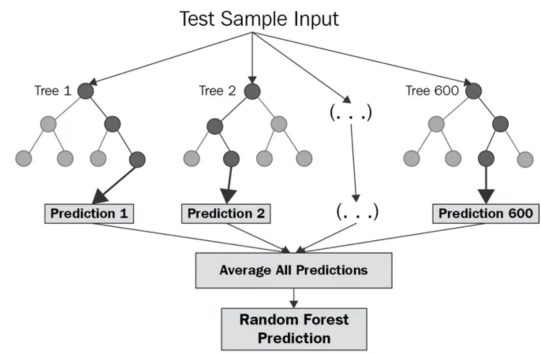 Test Sample Input
Tree 1
Tree 2
(. . .)
Tree 600
Prediction 1
Prediction 2
(. . .)
Prediction 600
Average All Predictions
Random Forest
Prediction